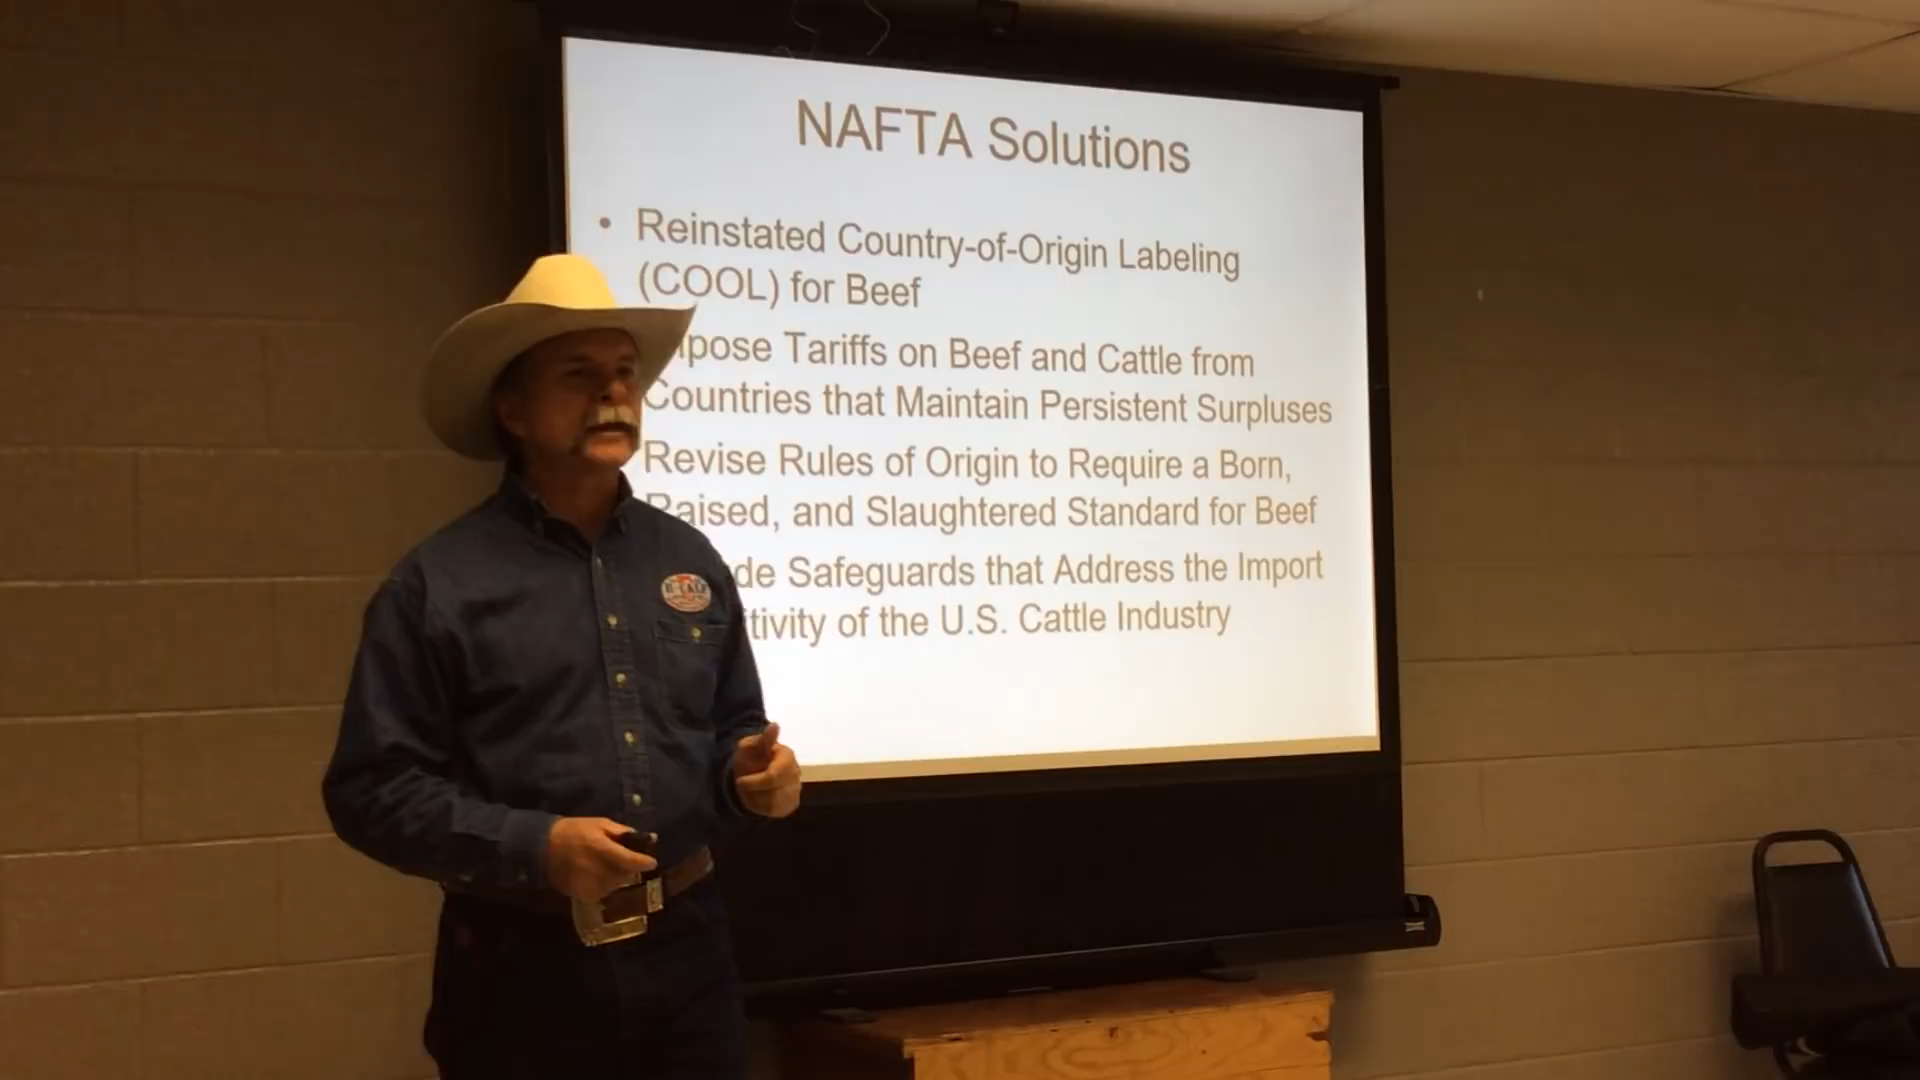 NAFTA Solutions
• Reinstated Country-of-Origin Labeling
(COOL) for Beef
pose Tariffs on Beef and Cattle from
Countries that Maintain Persistent Surpluses
Revise Rules of Origin to Require a Born,
Raised, and Slaughtered Standard for Beef
de Safeguards that Address the Import
tivity of the U.S. Cattle Industry